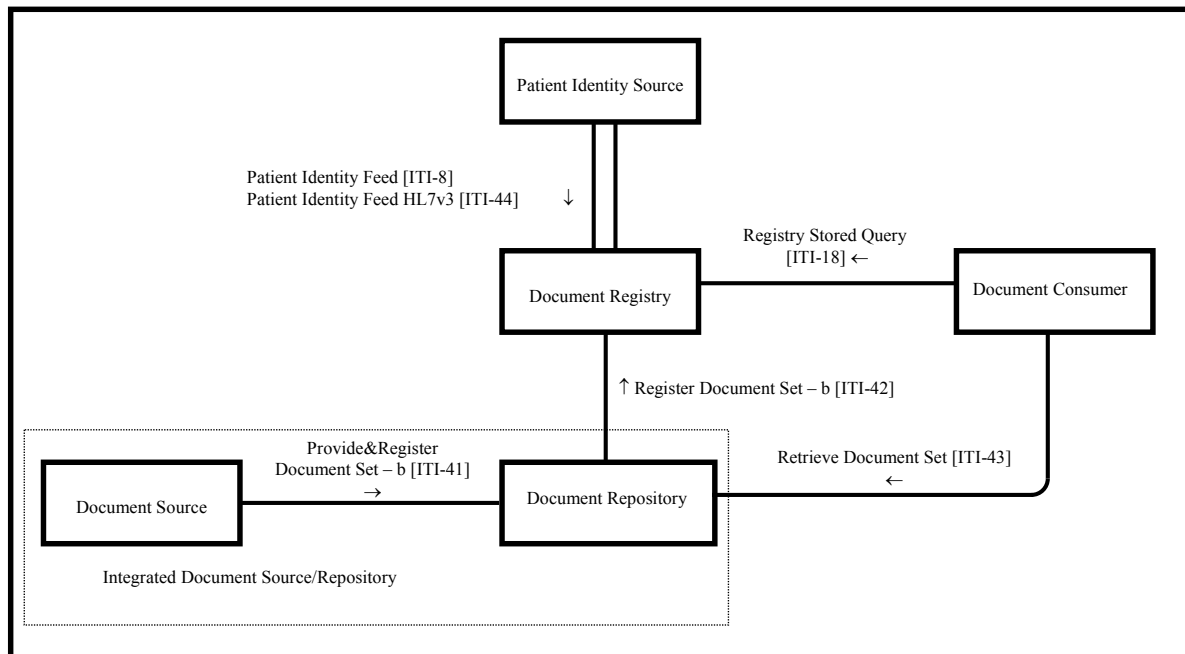 Patient Identity Source
Patient Identity Feed [ITI-8]
Patient Identity Feed HL7v3 [ITI-44] ↓
Registry Stored Query
[ITI-18] ←
Document Registry
Document Consumer
↑ Register Document Set – b [ITI-42]
Provide&Register
Document Set – b [ITI-41]
→
Retrieve Document Set [ITI-43]
←
Document Source
Document Repository
Integrated Document Source/Repository